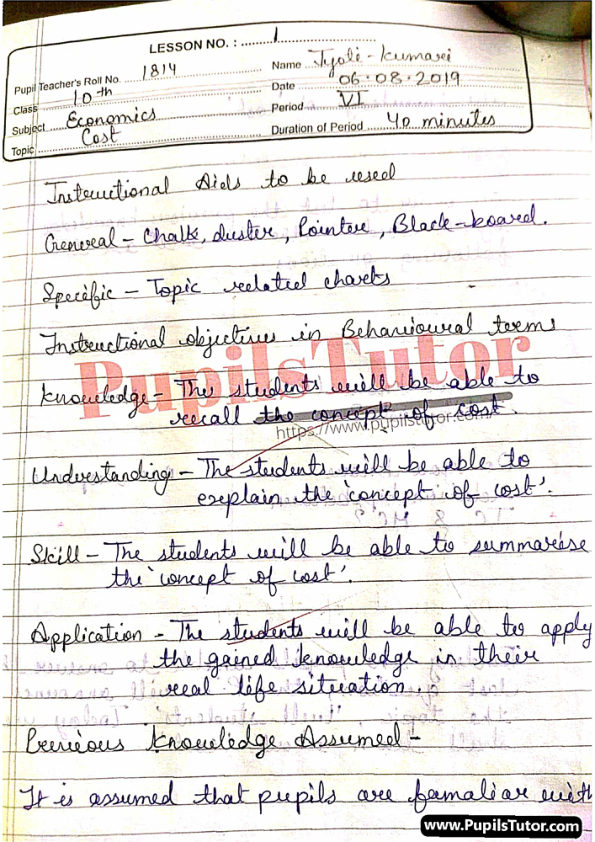 LESSON NO. : 1
Pupil Teacher's Roll No. 1814 Name Jyoti - Kumari
Class 10th Date 06.08.2019
Subject Economics Period VI
Topic Cost Duration of Period 40 minutes
Instructional Aids to be used
General - Chalk, duster, Pointer, Black-board.
Specific - Topic related charts
Instructional objectives in Behavioural terms
PupilsTutor
Knowledge - The students will be able to
recall the concept of cost.
https://www.pupilstutor.com/
Understanding - The students will be able to
explain the 'concept of cost'.
Skill - The students will be able to summarise
the 'concept of cost'.
Application - The students will be able to apply
the gained knowledge in their
real life situation.
Previous Knowledge Assumed -
It is assumed that pupils are familiar with
www.PupilsTutor.com